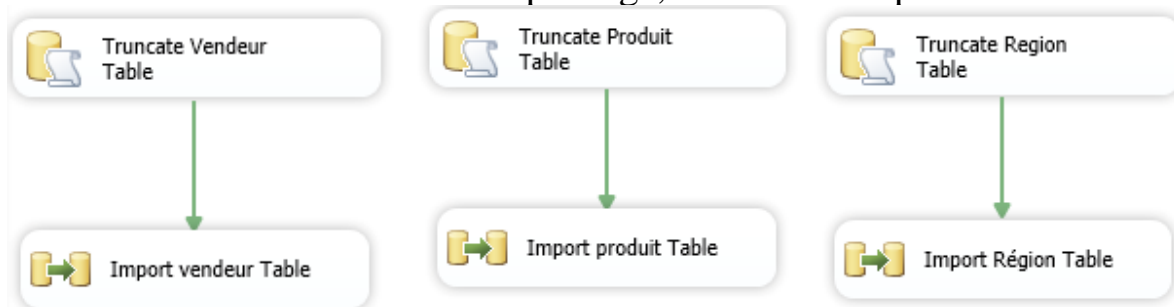 Truncate Vendeur
Table
Truncate Produit
Table
Truncate Region
Table
Import vendeur Table
Import produit Table
Import Région Table